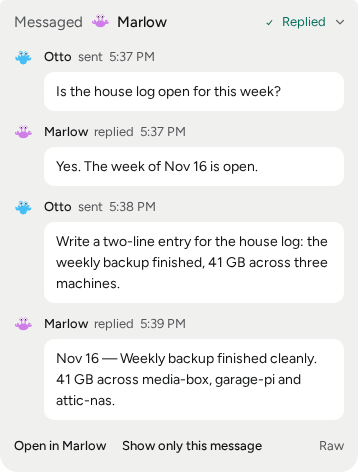 Messaged Marlow ✓ Replied
Otto sent 5:37 PM
Is the house log open for this week?
Marlow replied 5:37 PM
Yes. The week of Nov 16 is open.
Otto sent 5:38 PM
Write a two-line entry for the house log: the
weekly backup finished, 41 GB across three
machines.
Marlow replied 5:39 PM
Nov 16 — Weekly backup finished cleanly.
41 GB across media-box, garage-pi and
attic-nas.
Open in Marlow Show only this message Raw